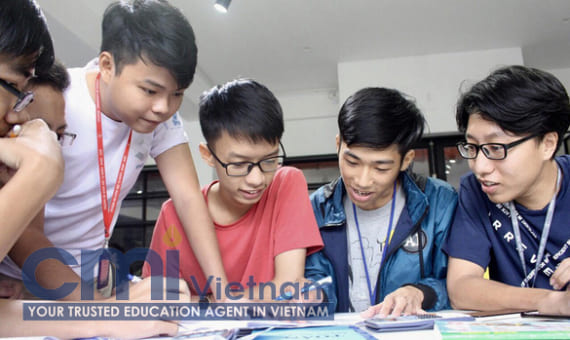 cmi Vietnam
YOUR TRUSTED EDUCATION AGENT IN VIETNAM